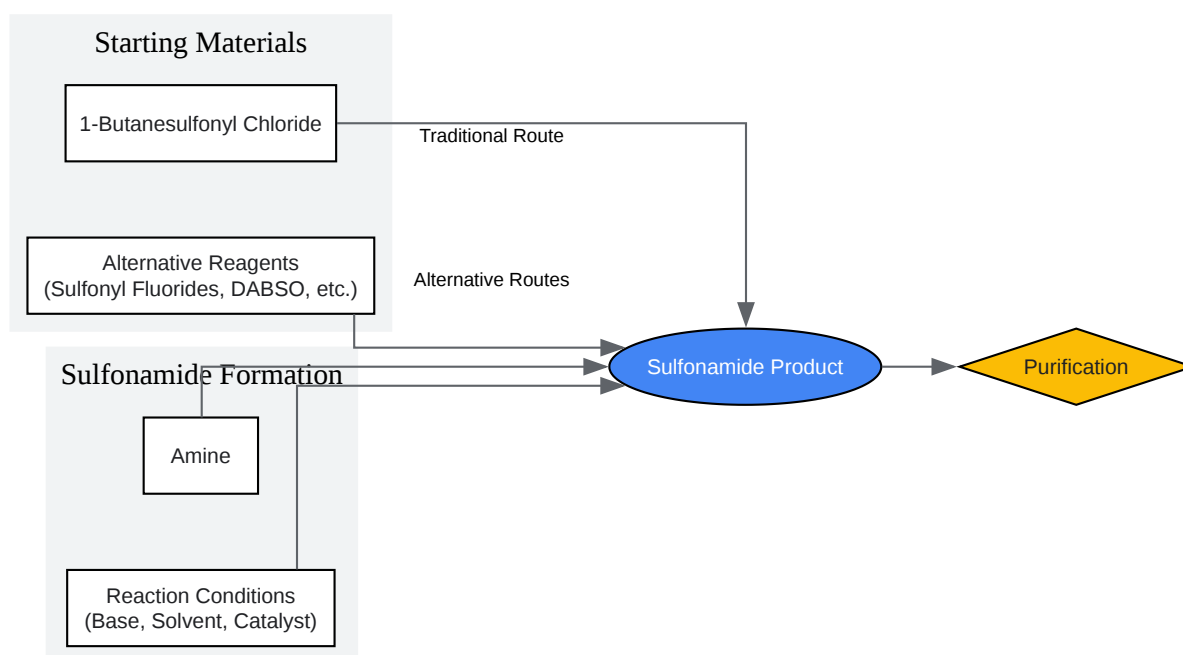 Starting Materials
1-Butanesulfonyl Chloride
Traditional Route
Alternative Reagents
(Sulfonyl Fluorides, DABSO, etc.)
Alternative Routes
Sulfonamide Formation
Sulfonamide Product
Purification
Amine
Reaction Conditions
(Base, Solvent, Catalyst)